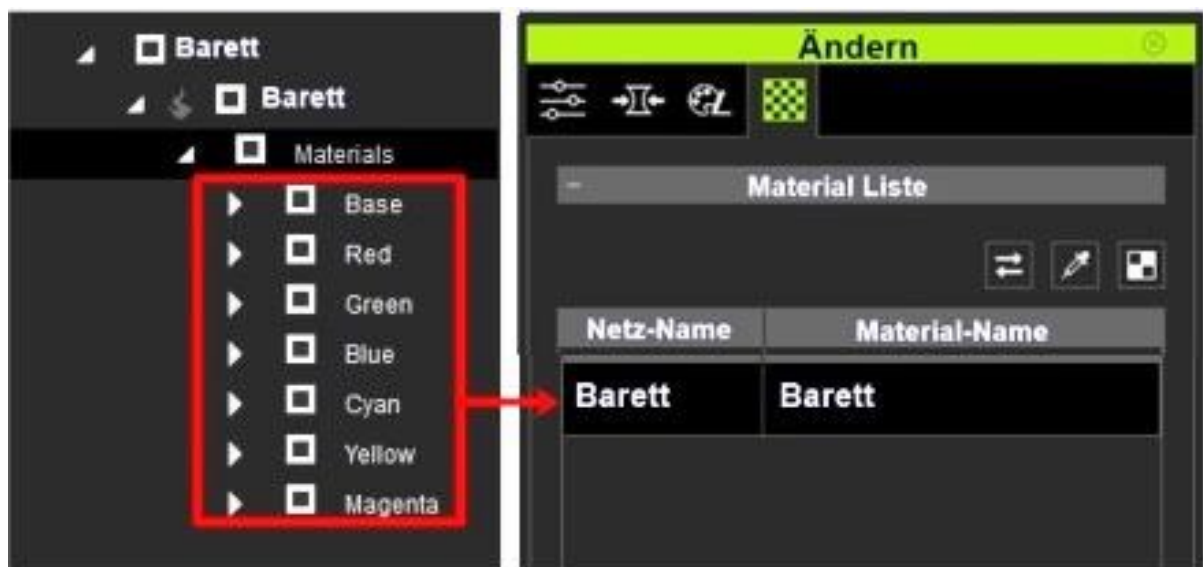 Barett
Barett
Materials
Base
Red
Green
Blue
Cyan
Yellow
Magenta
Ändern
Material Liste
Netz-Name Material-Name
Barett Barett